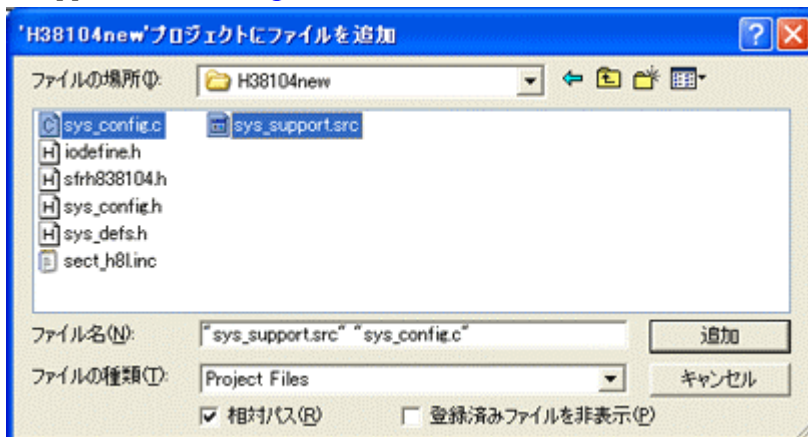 'H38104new'プロジェクトにファイルを追加
ファイルの場所(I): H38104new
sys_config.c sys_support.src
iodefine.h
sfrh838104.h
sys_config.h
sys_defs.h
sect_h8l.inc
ファイル名(N): "sys_support.src" "sys_config.c" 追加
ファイルの種類(T): Project Files キャンセル
相対パス(R) 登録済みファイルを非表示(P)